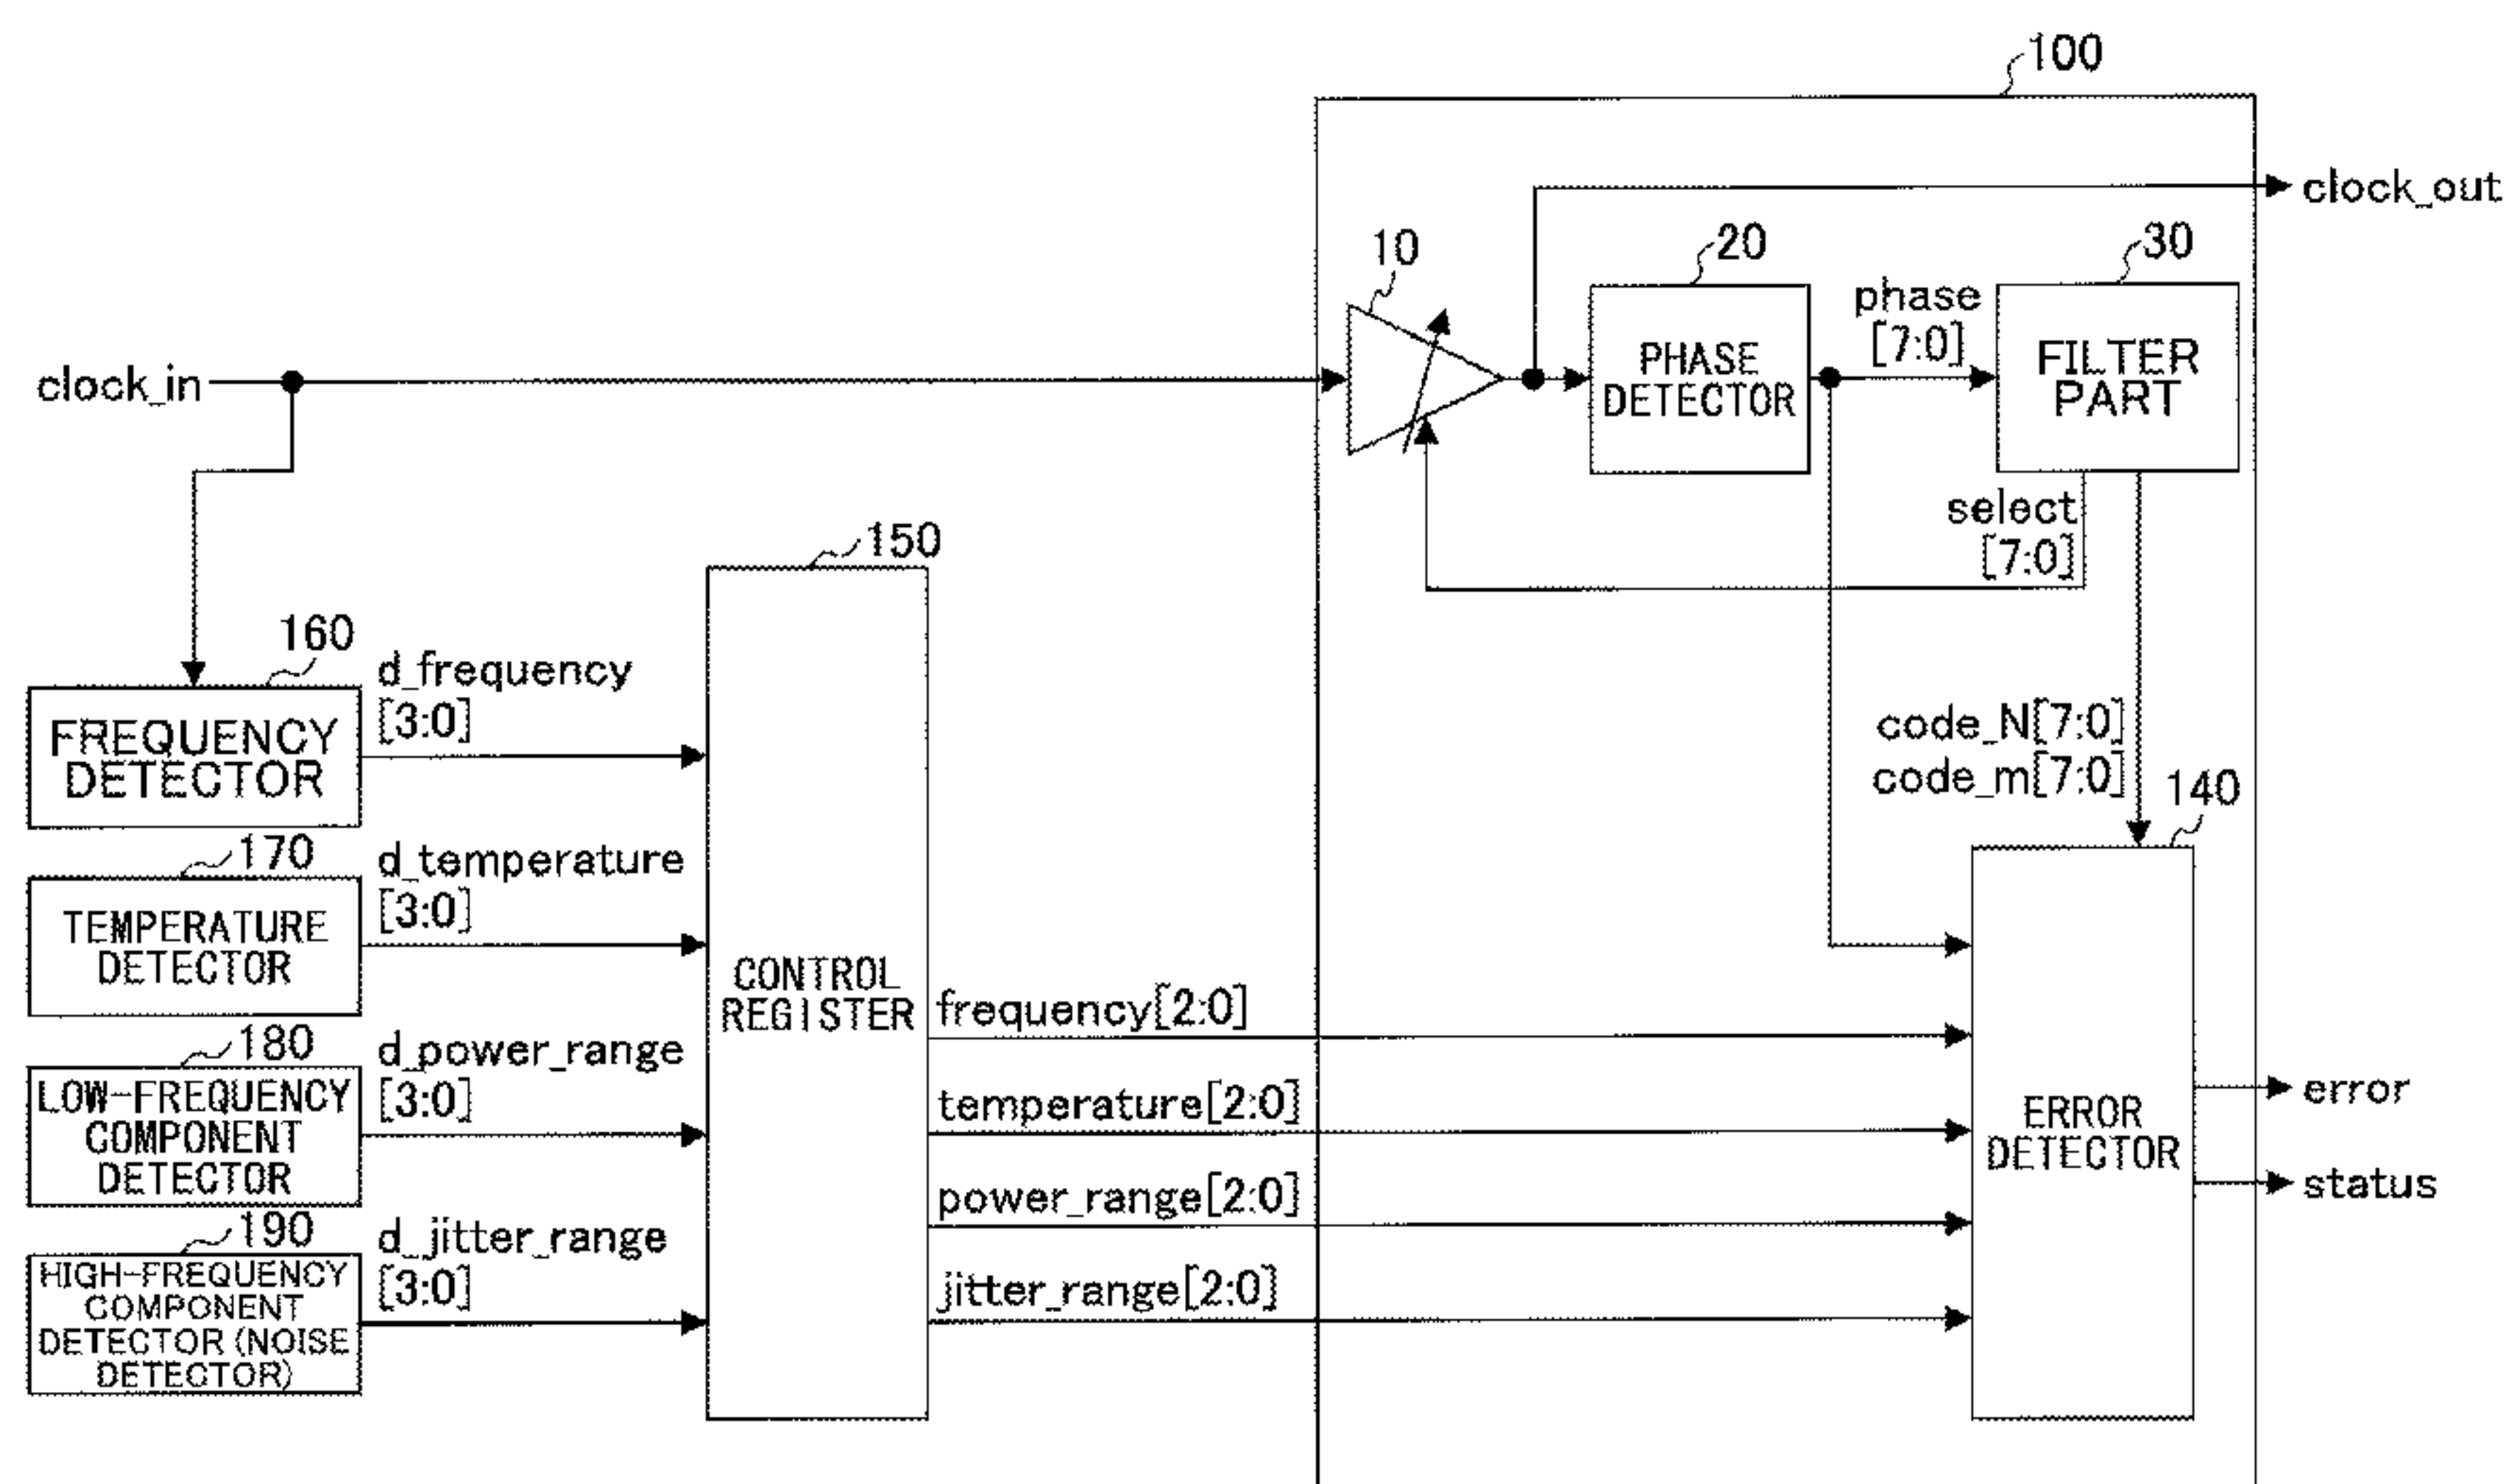 100
clock_out
10
20
30
phase
[7:0]
clock_in
PHASE
DETECTOR
FILTER
PART
select
[7:0]
150
160
d_frequency
[3:0]
FREQUENCY
DETECTOR
code_N[7:0]
code_m[7:0]
140
170
d_temperature
[3:0]
TEMPERATURE
DETECTOR
CONTROL
REGISTER
frequency[2:0]
180
d_power_range
[3:0]
LOW-FREQUENCY
COMPONENT
DETECTOR
temperature[2:0]
error
ERROR
DETECTOR
power_range[2:0]
status
190
d_jitter_range
[3:0]
HIGH-FREQUENCY
COMPONENT
DETECTOR (NOISE
DETECTOR)
jitter_range[2:0]